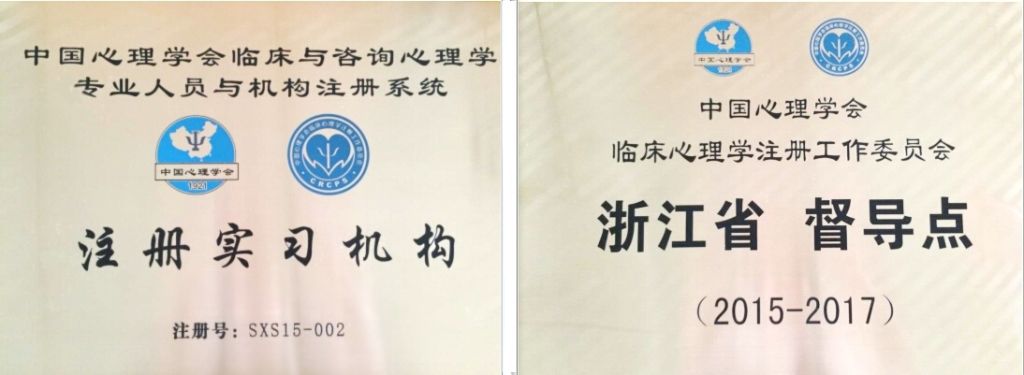 中国心理学会临床与咨询心理学
专业人员与机构注册系统
中国心理学会
1921
CRCPS
注册实习机构
注册号：SXS15-002
中国心理学会
1921
CRCPS
中国心理学会
临床心理学注册工作委员会
浙江省 督导点
（2015-2017）